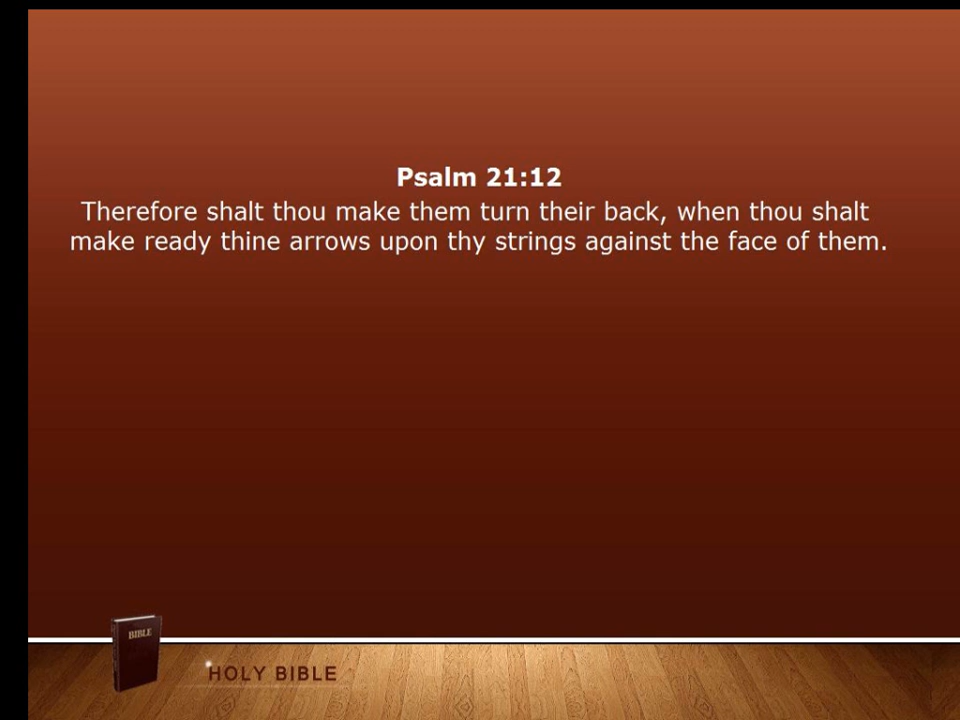 Psalm 21:12
Therefore shalt thou make them turn their back, when thou shalt
make ready thine arrows upon thy strings against the face of them.
BIBLE
HOLY BIBLE